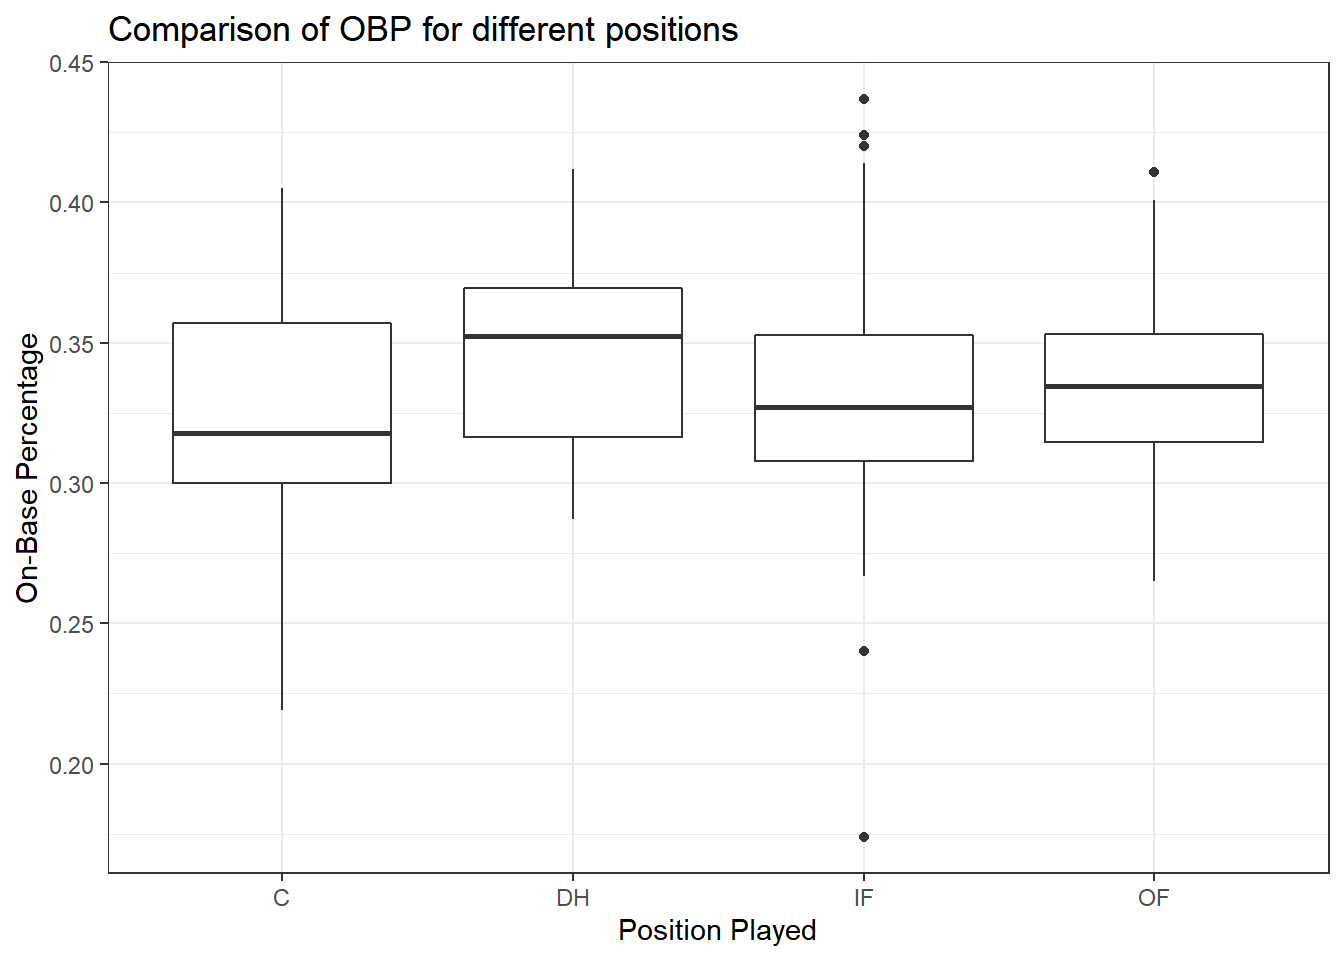 Comparison of OBP for different positions
0.45
0.40
0.35
0.30
0.25
0.20
On-Base Percentage
C
DH
IF
OF
Position Played